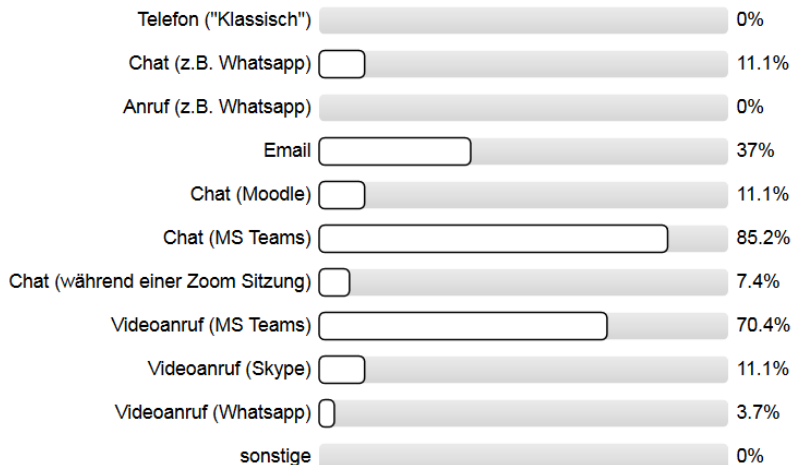 Telefon ("Klassisch") 0%
Chat (z.B. Whatsapp) 11.1%
Anruf (z.B. Whatsapp) 0%
Email 37%
Chat (Moodle) 11.1%
Chat (MS Teams) 85.2%
Chat (während einer Zoom Sitzung) 7.4%
Videoanruf (MS Teams) 70.4%
Videoanruf (Skype) 11.1%
Videoanruf (Whatsapp) 3.7%
sonstige 0%